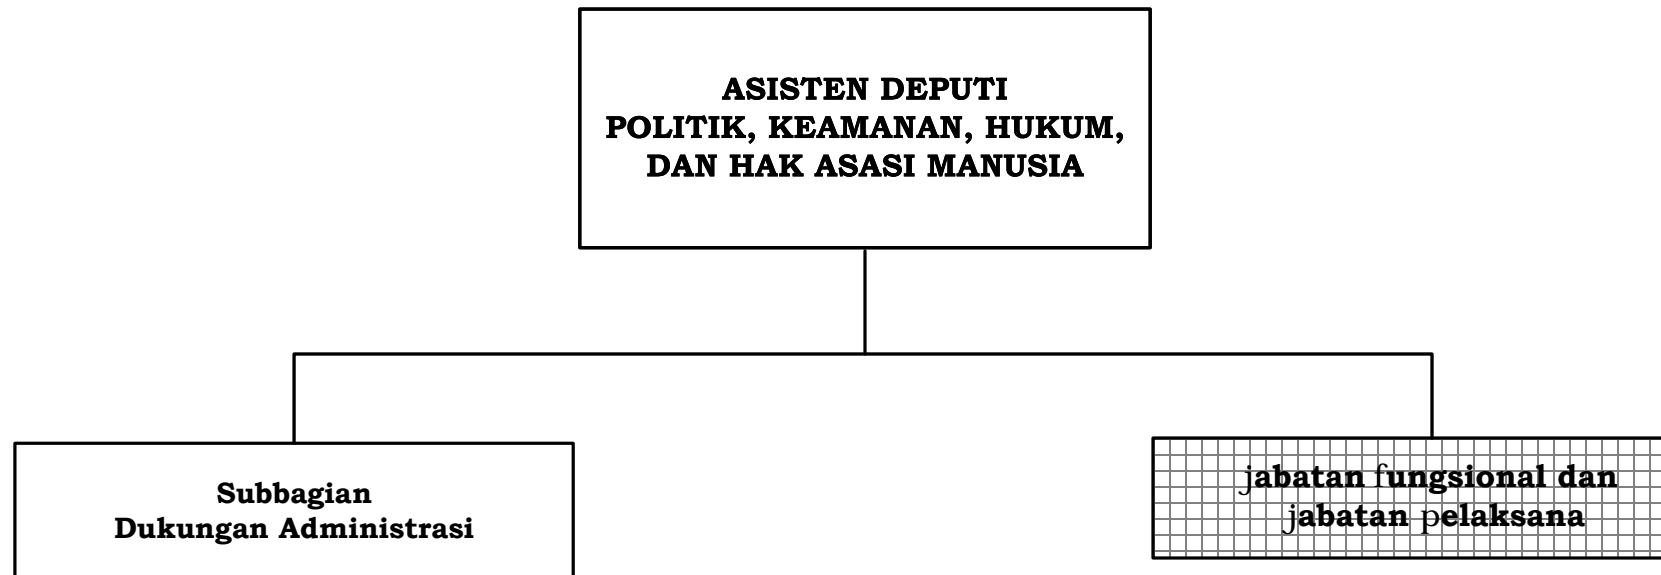 ASISTEN DEPUTI
POLITIK, KEAMANAN, HUKUM,
DAN HAK ASASI MANUSIA
Subbagian
Dukungan Administrasi
jabatan fungsional dan
jabatan pelaksana